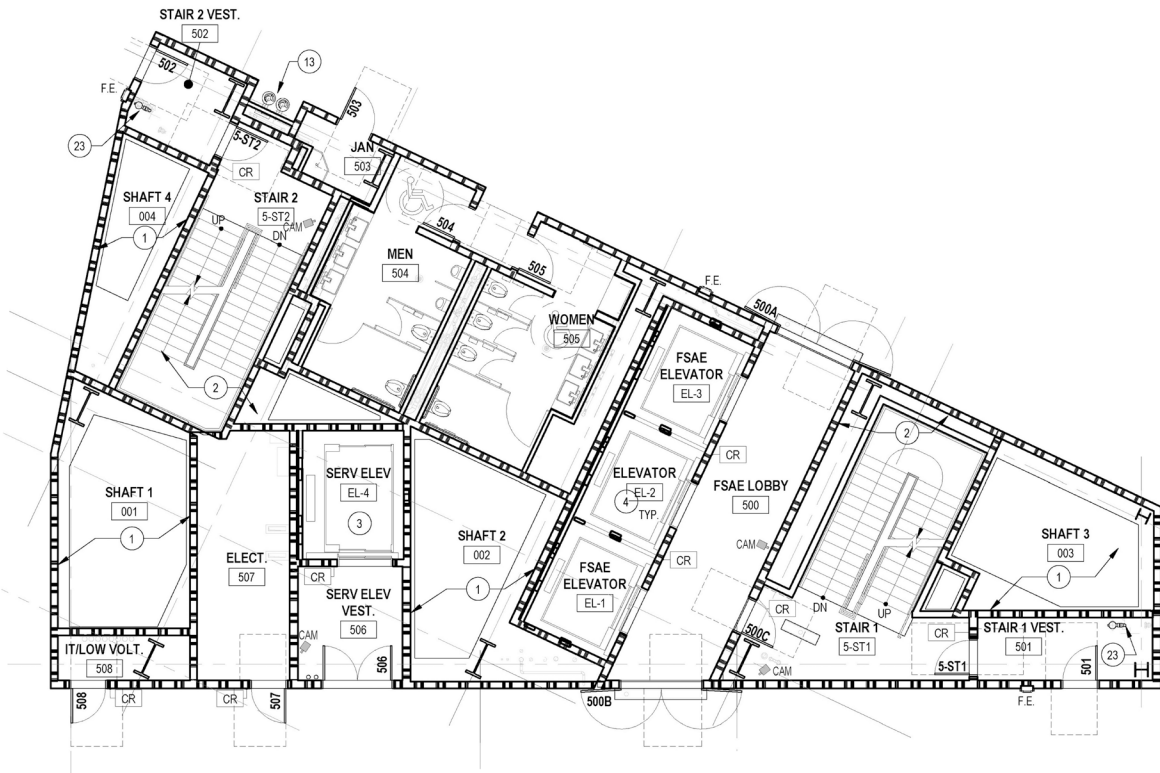 STAIR 2 VEST.
502
502
13
F.E.
23
503
5-ST2
JAN
503
CR
SHAFT 4
004
STAIR 2
5-ST2
CAM
UP
DN
1
504
MEN
504
505
WOMEN
505
F.E.
500A
2
FSAE
ELEVATOR
EL-3
CR
2
SHAFT 1
001
1
SERV ELEV
EL-4
3
ELEVATOR
EL-2
4
TYP.
FSAE LOBBY
500
CAM
SHAFT 2
002
1
SHAFT 3
003
1
ELECT.
507
CR
FSAE
ELEVATOR
EL-1
CR
SERV ELEV
VEST.
506
CAM
506
DN
UP
CR
500C
STAIR 1
5-ST1
CAM
CR
5-ST1
STAIR 1 VEST.
501
501
23
IT/LOW VOLT.
508
508
CR
CR
507
500B
F.E.